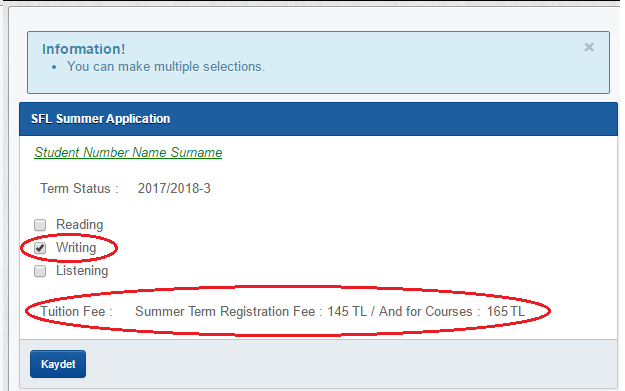 Information!
×
• You can make multiple selections.
SFL Summer Application
Student Number Name Surname
Term Status : 2017/2018-3
Reading
Writing
Listening
Tuition Fee : Summer Term Registration Fee : 145 TL / And for Courses : 165 TL
Kaydet